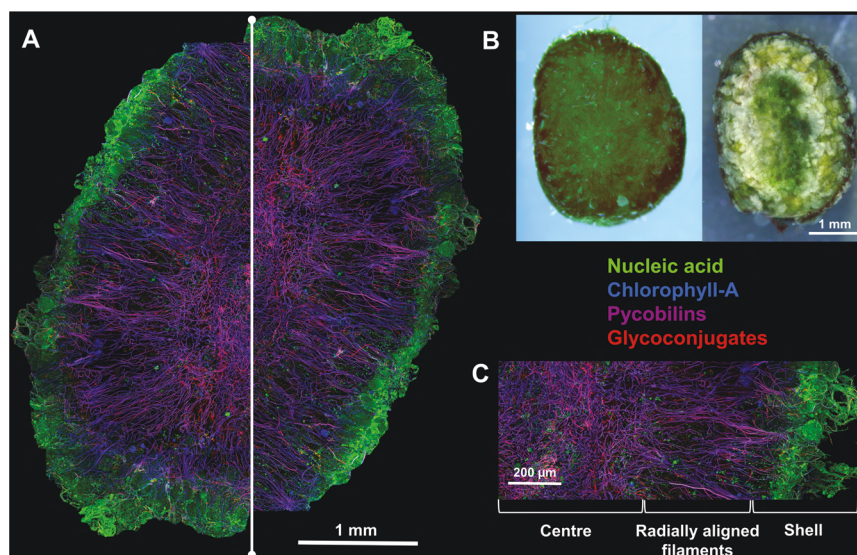 A
B
1 mm
Nucleic acid
Chlorophyll-A
Pycobilins
Glycoconjugates
C
200 µm
1 mm
Centre
Radially aligned
filaments
Shell